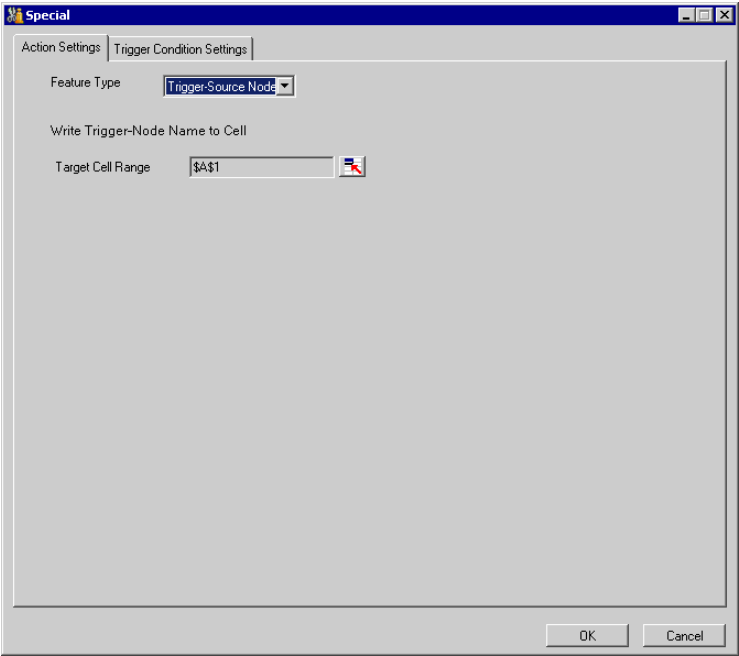 Special
Action Settings Trigger Condition Settings
Feature Type Trigger-Source Node
Write Trigger-Node Name to Cell
Target Cell Range $A$1
OK Cancel